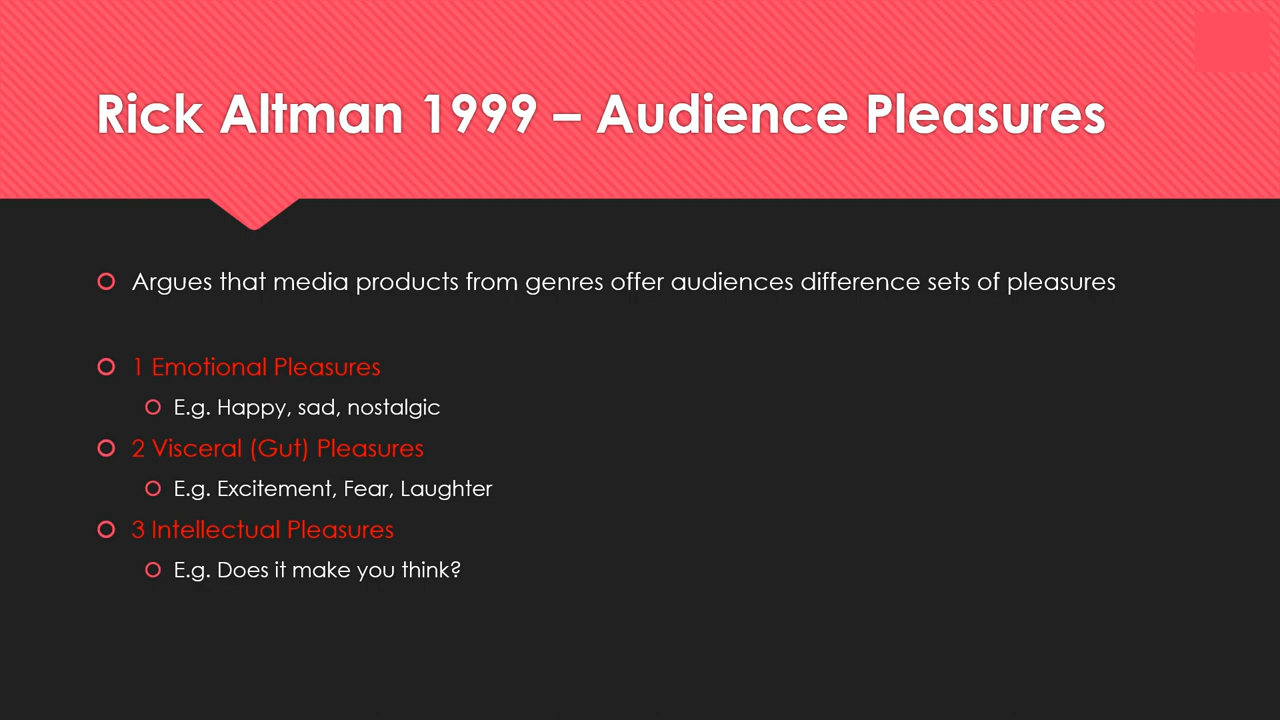 Rick Altman 1999 – Audience Pleasures
Argues that media products from genres offer audiences difference sets of pleasures
1 Emotional Pleasures
E.g. Happy, sad, nostalgic
2 Visceral (Gut) Pleasures
E.g. Excitement, Fear, Laughter
3 Intellectual Pleasures
E.g. Does it make you think?